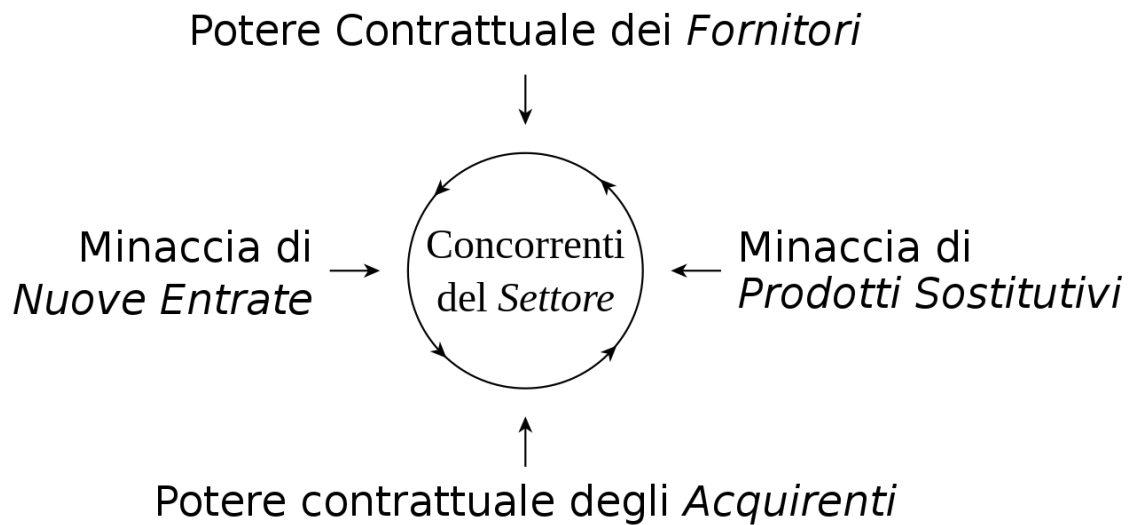 Potere Contrattuale dei Fornitori
Minaccia di
Nuove Entrate
Concorrenti
del Settore
Minaccia di
Prodotti Sostitutivi
Potere contrattuale degli Acquirenti